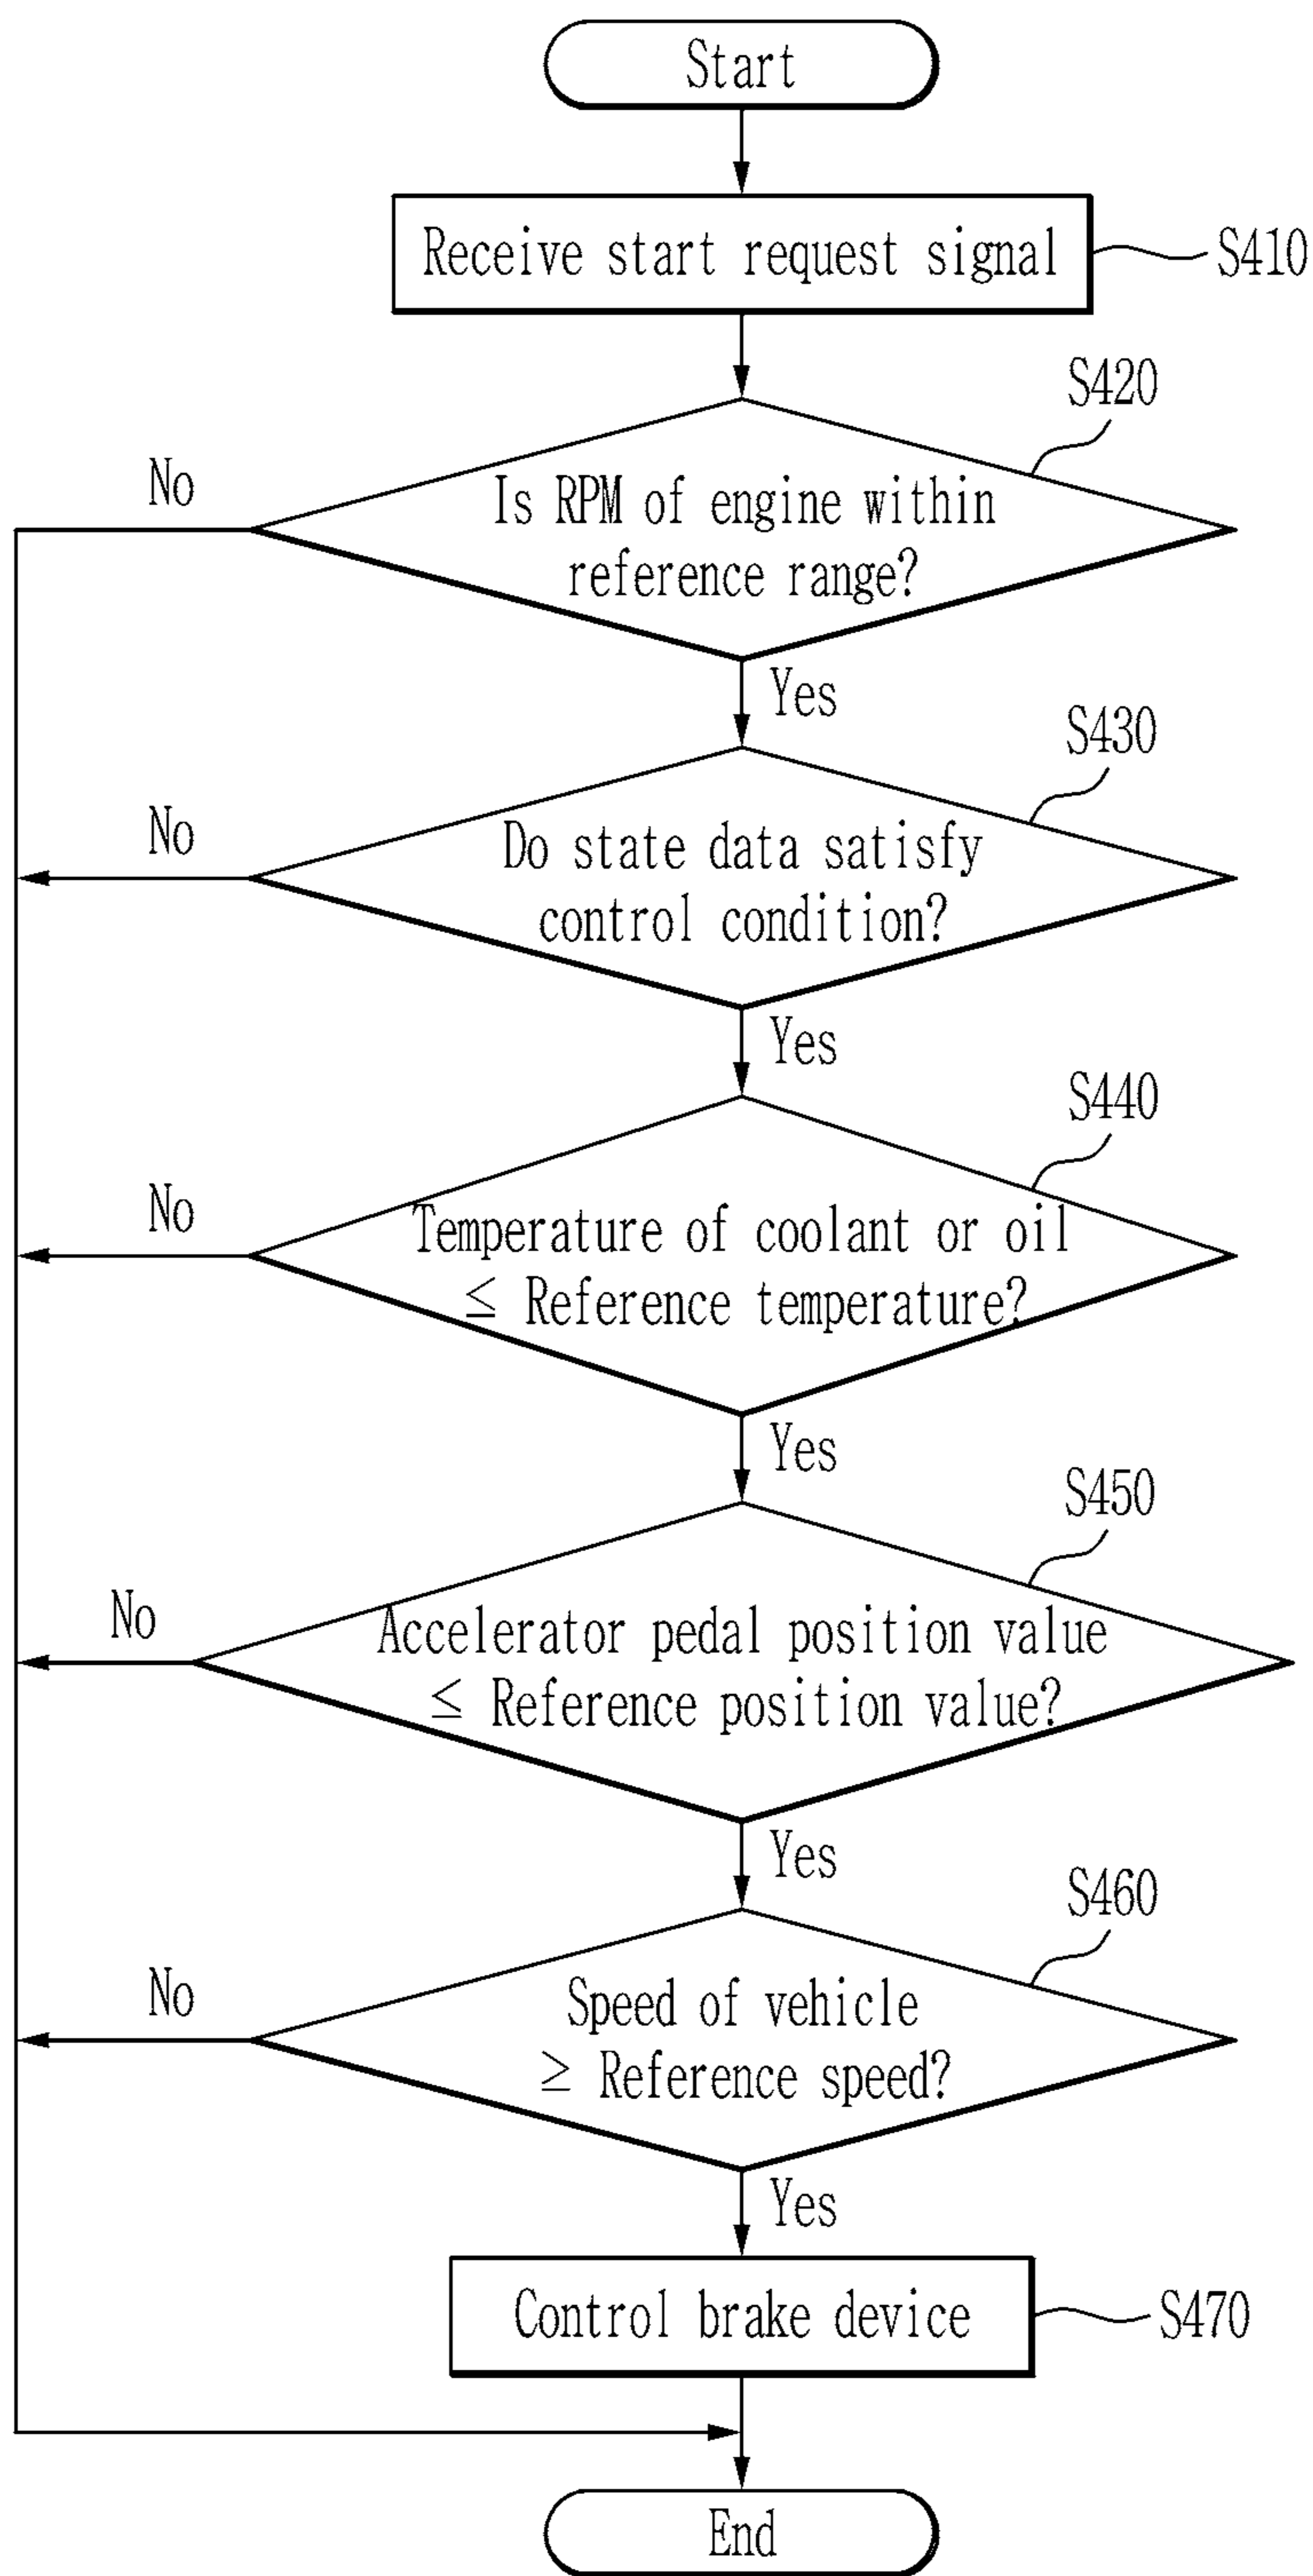 Start
Receive start request signal
S410
S420
No
Is RPM of engine within
reference range?
Yes
S430
No
Do state data satisfy
control condition?
Yes
S440
No
Temperature of coolant or oil
≤ Reference temperature?
Yes
S450
No
Accelerator pedal position value
≤ Reference position value?
Yes
S460
No
Speed of vehicle
≥ Reference speed?
Yes
Control brake device
S470
End